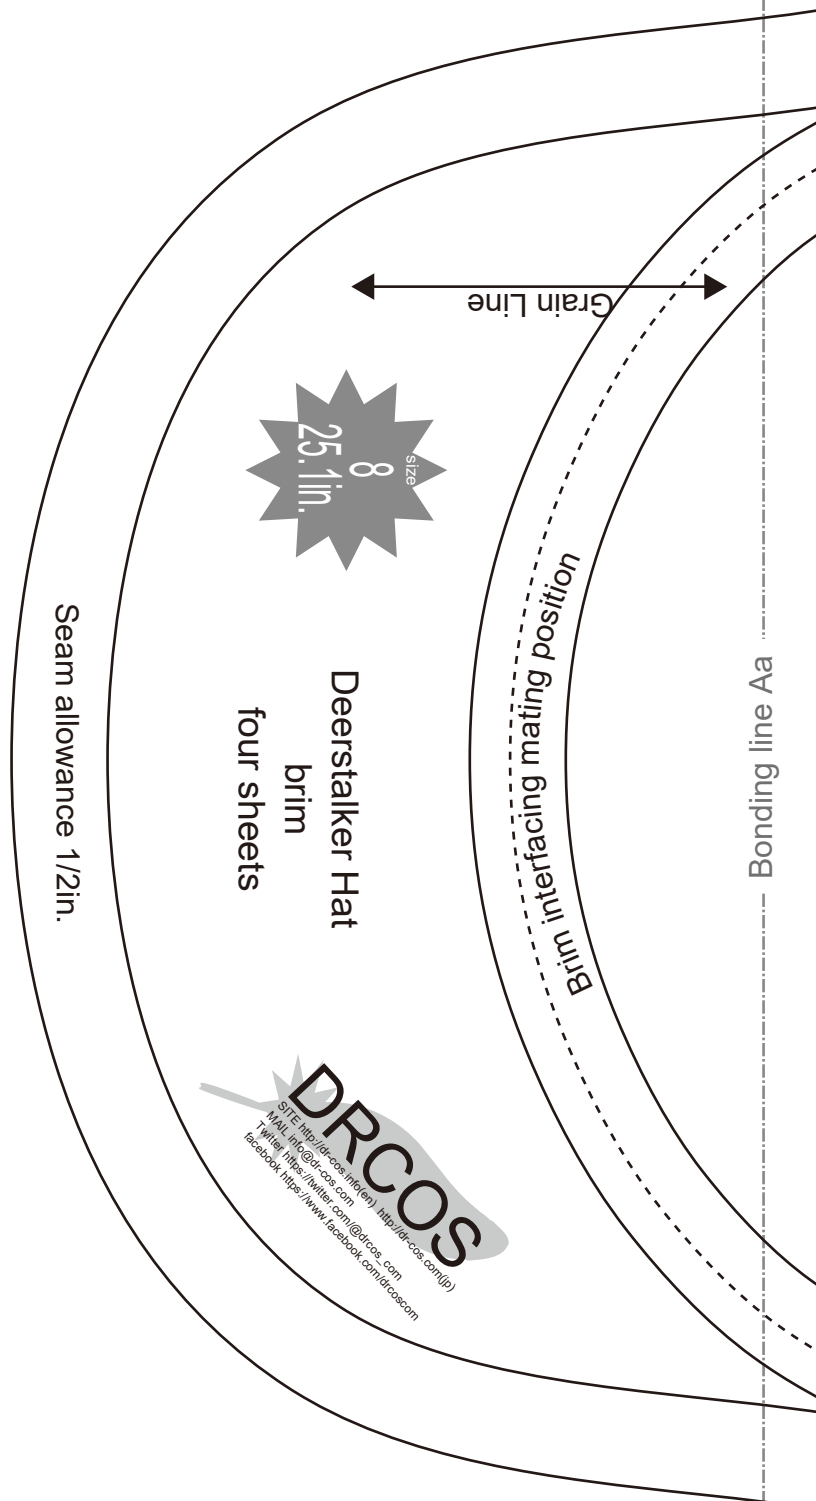 Grain Line
size
8
25.1in.
Brim interfacing mating position
Bonding line Aa
Seam allowance 1/2in.
Deerstalker Hat
brim
four sheets
DRCOS
SITE http://dr-cos.info(en) http://dr-cos.com(jp)
MAIL info@dr-cos.com
Twitter https://twitter.com/@drcos_com
facebook https://www.facebook.com/drcoscom